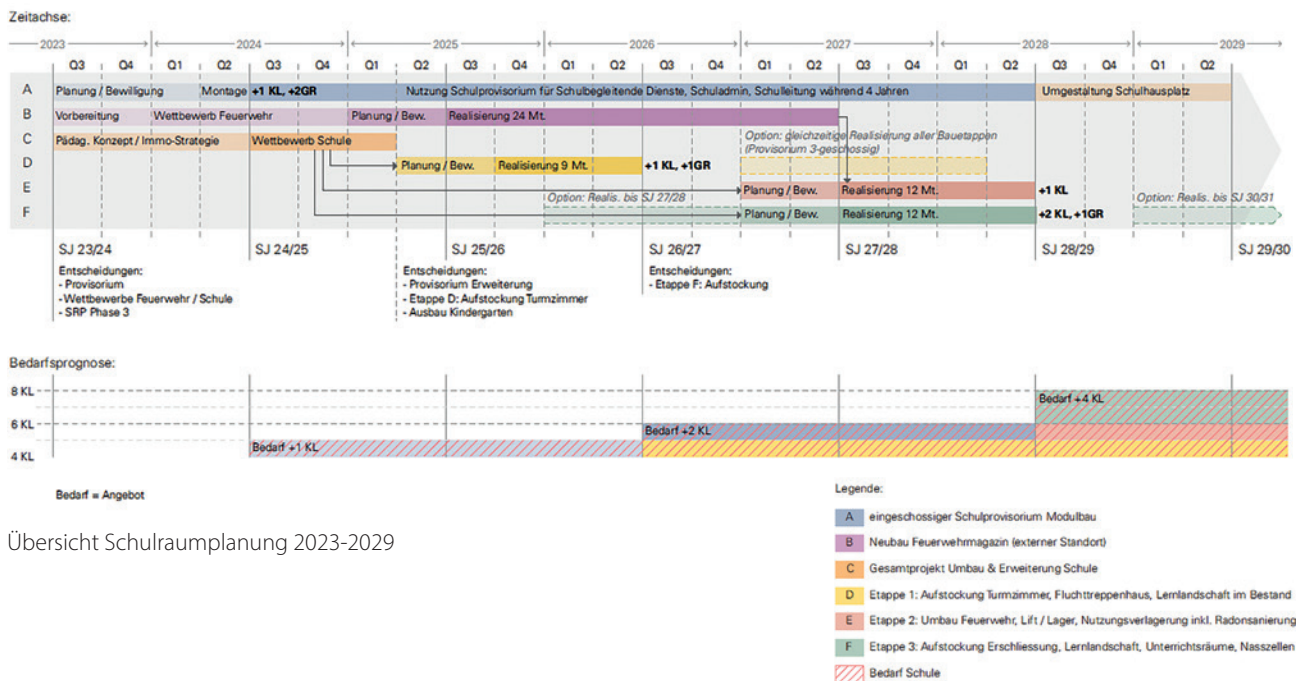 Zeitachse:
2023 2024 2025 2026 2027 2028 2029
Q3 Q4 Q1 Q2 Q3 Q4 Q1 Q2 Q3 Q4 Q1 Q2 Q3 Q4 Q1 Q2 Q3 Q4 Q1 Q2 Q3 Q4 Q1 Q2
A Planung / Bewilligung Montage +1 KL, +2GR Nutzung Schulprovisorium für Schulbegleitende Dienste, Schuladmin, Schulleitung während 4 Jahren Umgestaltung Schulhausplatz
B Vorbereitung Wettbewerb Feuerwehr Planung / Bew. Realisierung 24 Mt.
C Pädag. Konzept / Immo-Strategie Wettbewerb Schule Option: gleichzeitige Realisierung aller Bauetappen
(Provisorium 3-geschossig)
D Planung / Bew. Realisierung 9 Mt. +1 KL, +1GR
E Planung / Bew. Realisierung 12 Mt. +1 KL
Option: Realis. bis SJ 27/28 Option: Realis. bis SJ 30/31
F Planung / Bew. Realisierung 12 Mt. +2 KL, +1GR
SJ 23/24 SJ 24/25 SJ 25/26 SJ 26/27 SJ 27/28 SJ 28/29 SJ 29/30
Entscheidungen:
- Provisorium
- Wettbewerbe Feuerwehr / Schule
- SRP Phase 3
Entscheidungen:
- Provisorium Erweiterung
- Etappe D: Aufstockung Turmzimmer
- Ausbau Kindergarten
Entscheidungen:
- Etappe F: Aufstockung
Bedarfsprognose:
8 KL
Bedarf +4 KL
6 KL
Bedarf +2 KL
Bedarf +1 KL
4 KL
Bedarf = Angebot
Übersicht Schulraumplanung 2023-2029
Legende:
A eingeschossiger Schulprovisorium Modulbau
B Neubau Feuerwehrmagazin (externer Standort)
C Gesamtprojekt Umbau & Erweiterung Schule
D Etappe 1: Aufstockung Turmzimmer, Fluchttreppenhaus, Lernlandschaft im Bestand
E Etappe 2: Umbau Feuerwehr, Lift / Lager, Nutzungsverlagerung inkl. Radonsanierung
F Etappe 3: Aufstockung Erschliessung, Lernlandschaft, Unterrichtsräume, Nasszellen
Bedarf Schule